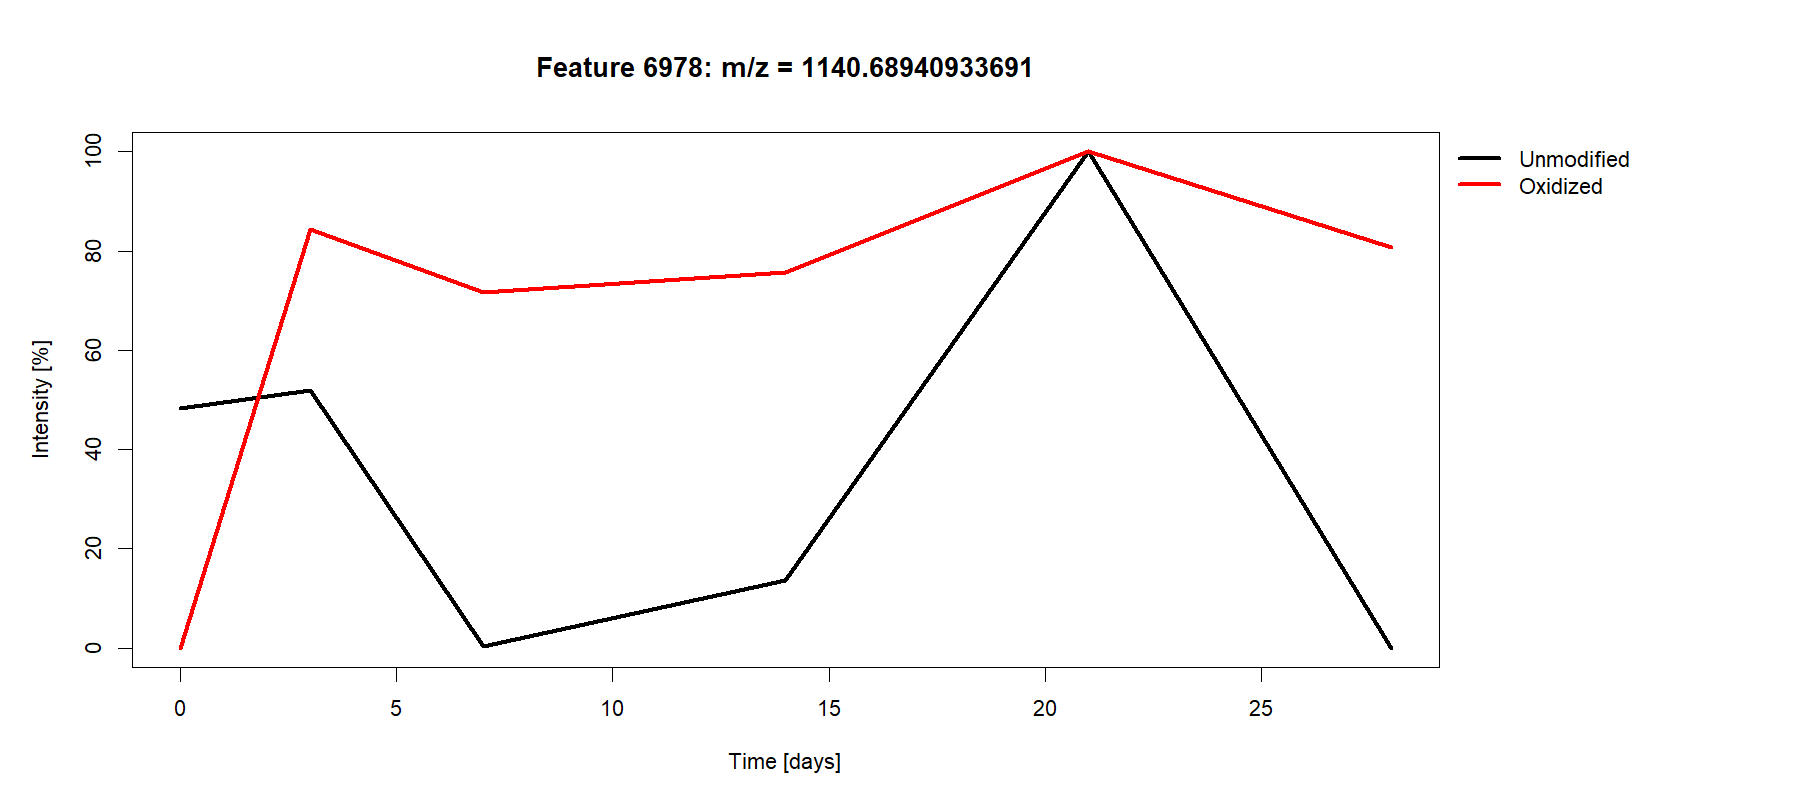 Feature 6978: m/z = 1140.68940933691
Unmodified
Oxidized
Intensity [%]
100
80
60
40
20
0
0 5 10 15 20 25
Time [days]